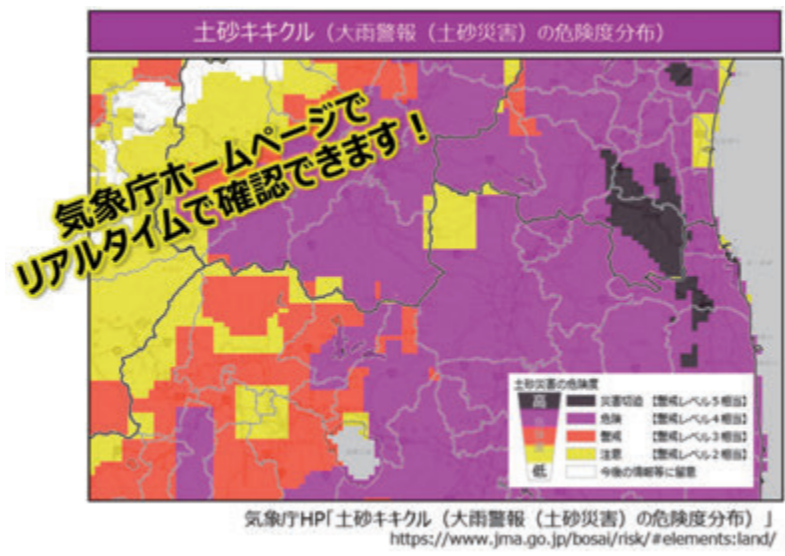 土砂キキクル（大雨警報（土砂災害）の危険度分布）
気象庁ホームページで
リアルタイムで確認できます！
土砂災害の危険度
高 災害切迫 【警戒レベル5相当】
危険 【警戒レベル4相当】
警戒 【警戒レベル3相当】
注意 【警戒レベル2相当】
低 今後の情報等に留意
気象庁HP「土砂キキクル（大雨警報（土砂災害）の危険度分布）」
https://www.jma.go.jp/bosai/risk/#elements:land/